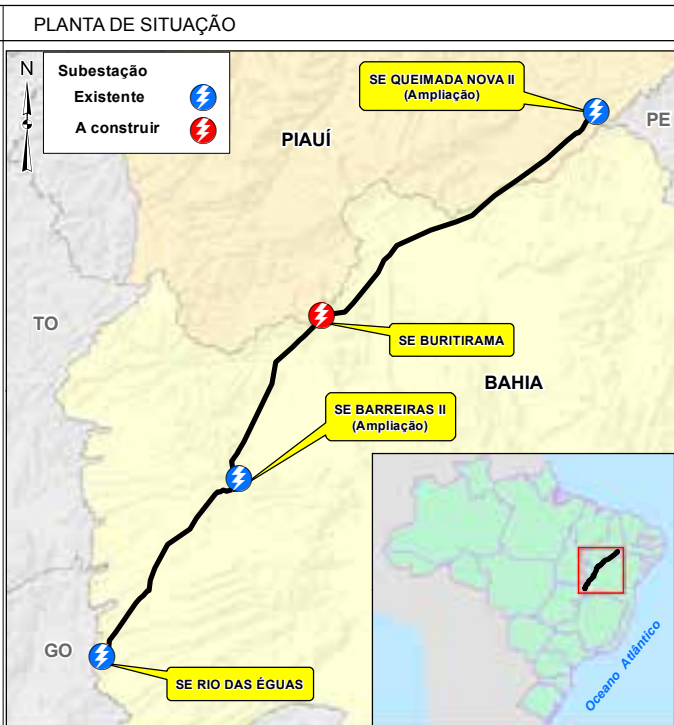 PLANTA DE SITUAÇÃO
N
Subestação
Existente
A construir
SE QUEIMADA NOVA II
(Ampliação)
PE
PIAUÍ
TO
SE BURITIRAMA
BAHIA
SE BARREIRAS II
(Ampliação)
GO
SE RIO DAS ÉGUAS
Oceano Atlântico